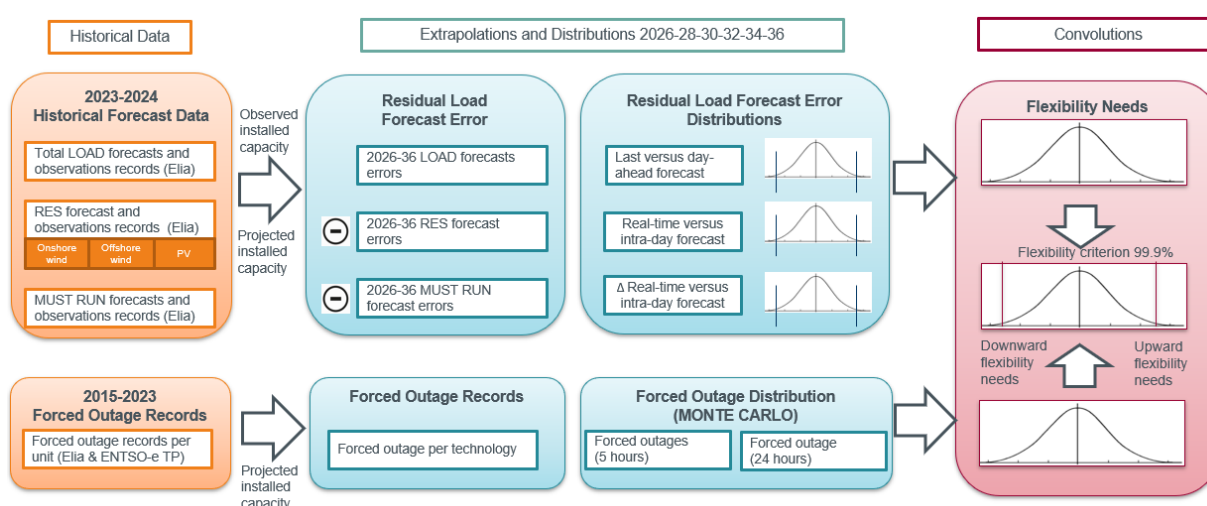 Historical Data
Extrapolations and Distributions 2026-28-30-32-34-36
Convolutions
2023-2024
Historical Forecast Data
Total LOAD forecasts and
observations records (Elia)
RES forecast and
observations records (Elia)
Onshore
wind
Offshore
wind
PV
MUST RUN forecasts and
observations records (Elia)
Observed
installed
capacity
Projected
installed
capacity
Residual Load
Forecast Error
2026-36 LOAD forecasts
errors
2026-36 RES forecast
errors
2026-36 MUST RUN
forecast errors
Residual Load Forecast Error
Distributions
Last versus day-
ahead forecast
Real-time versus
intra-day forecast
Δ Real-time versus
intra-day forecast
Flexibility Needs
Flexibility criterion 99.9%
Downward
flexibility
needs
Upward
flexibility
needs
2015-2023
Forced Outage Records
Forced outage records per
unit (Elia & ENTSO-e TP)
Projected
installed
capacity
Forced Outage Records
Forced outage per technology
Forced Outage Distribution
(MONTE CARLO)
Forced outages
(5 hours)
Forced outage
(24 hours)